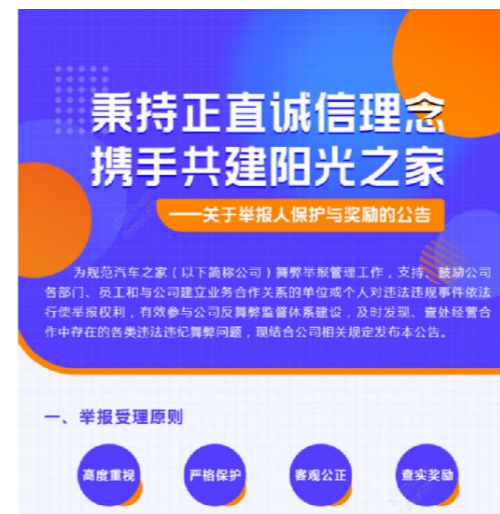 秉持正直诚信理念
携手共建阳光之家
——关于举报人保护与奖励的公告
为规范汽车之家（以下简称公司）舞弊举报管理工作，支持、鼓励公司
各部门、员工和与公司建立业务合作关系的单位或个人对违法违规事件依法
行使举报权利，有效参与公司反舞弊监督体系建设，及时发现、查处经营合
作中存在的各类违法违纪舞弊问题，现结合公司相关规定发布本公告。
一、举报受理原则
高度重视 严格保护 客观公正 查实奖励